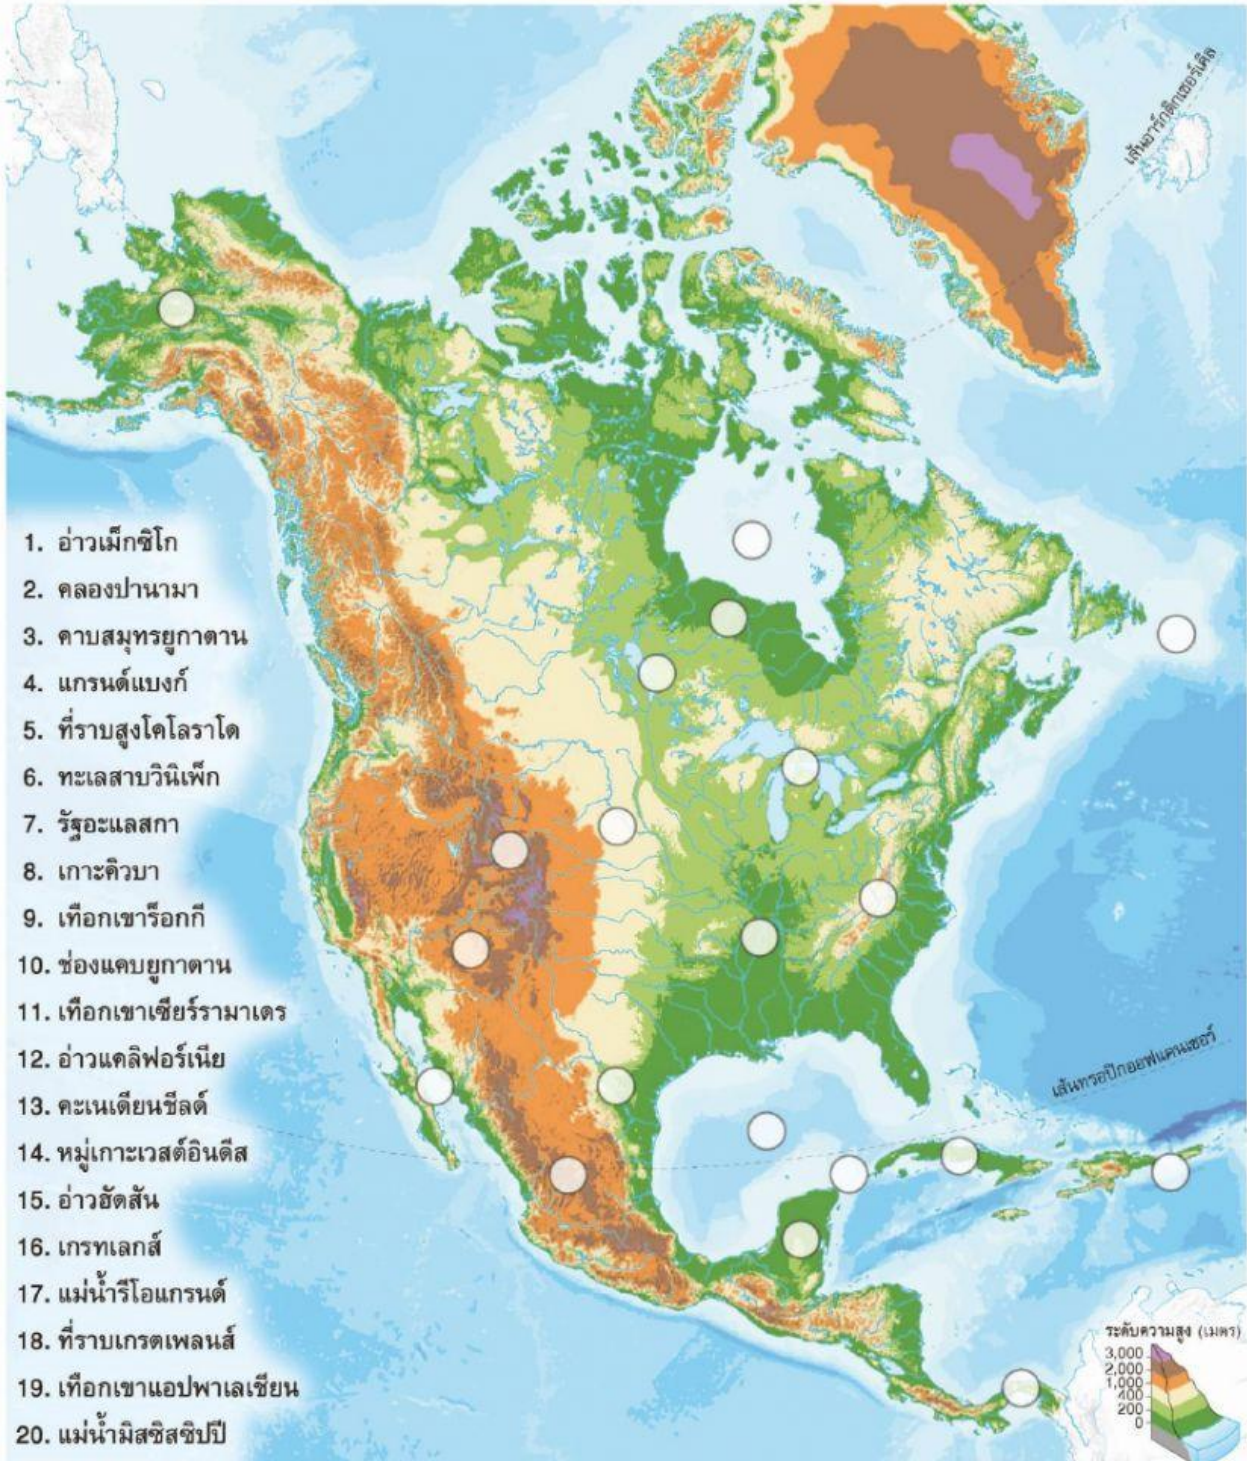 เส้นอาร์กติกเซอร์เคิล
1. อ่าวเม็กซิโก
2. คลองปานามา
3. คาบสมุทรยูกาตาน
4. แกรนด์แบงก์
5. ที่ราบสูงโคโลราโด
6. ทะเลสาบวินิเพ็ก
7. รัฐอะแลสกา
8. เกาะคิวบา
9. เทือกเขาร็อกกี
10. ช่องแคบยูกาตาน
11. เทือกเขาเซียร์รามาเดร
12. อ่าวแคลิฟอร์เนีย
13. คะเนเดียนชีลด์
14. หมู่เกาะเวสต์อินดีส
15. อ่าวฮัดสัน
16. เกรทเลกส์
17. แม่น้ำรีโอแกรนด์
18. ที่ราบเกรตเพลนส์
19. เทือกเขาแอปพาเลเชียน
20. แม่น้ำมิสซิสซิปปี
เส้นทรอปิกออฟแคนเซอร์
ระดับความสูง (เมตร)
3,000
2,000
1,000
400
200
0